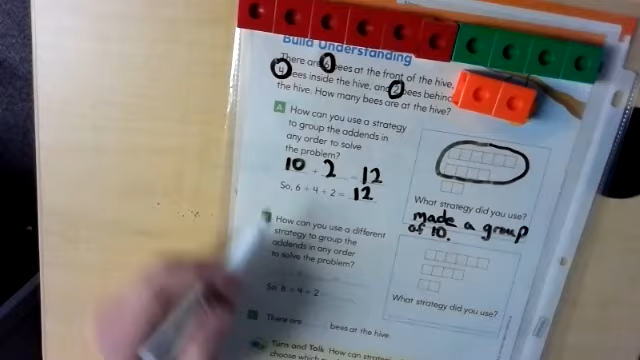 Build Understanding
There are 6 bees at the front of the hive,
4 bees inside the hive, and 2 bees behind
the hive. How many bees are at the hive?
A How can you use a strategy
to group the addends in
any order to solve
the problem?
10 + 2 = 12
So, 6 + 4 + 2 = 12
What strategy did you use?
made a group
of 10.
How can you use a different
strategy to group the
addends in any order
to solve the problem?
So, 6 + 4 + 2
What strategy did you use?
There are bees at the hive.
Turn and Talk How can
choose which